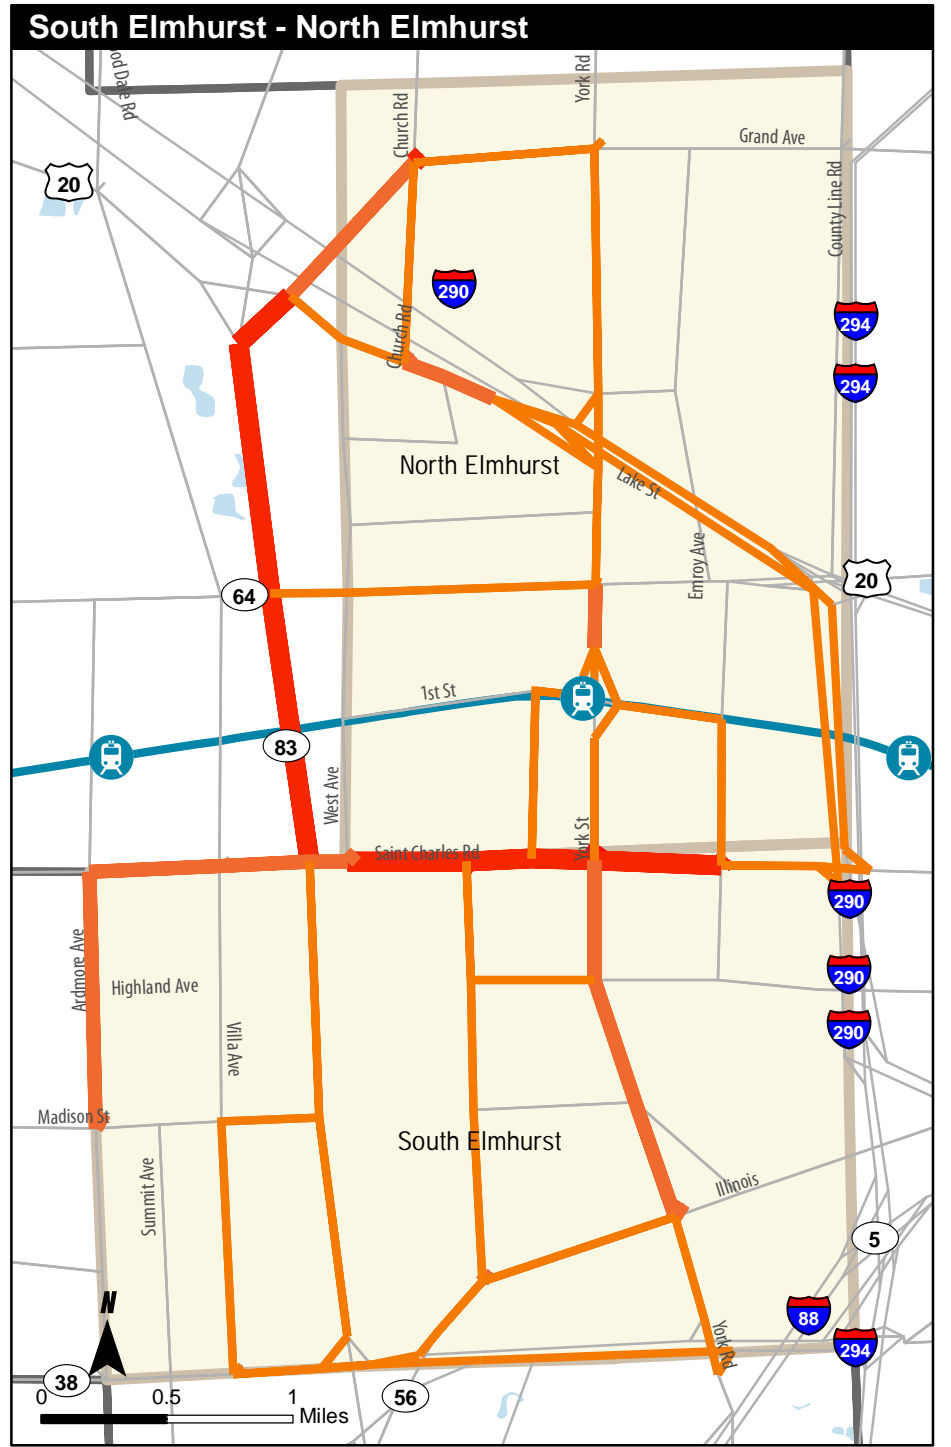 South Elmhurst - North Elmhurst
York Rd
Church Rd
Grand Ave
20
County Line Rd
290
294
Church Rd
294
North Elmhurst
Lake St
Emroy Ave
20
64
1st St
83
West Ave
York St
Saint Charles Rd
290
Ardmore Ave
Highland Ave
290
290
Villa Ave
Madison St
South Elmhurst
Summit Ave
Illinois
5
N
88
York Rd
294
38
56
0 0.5 1
Miles